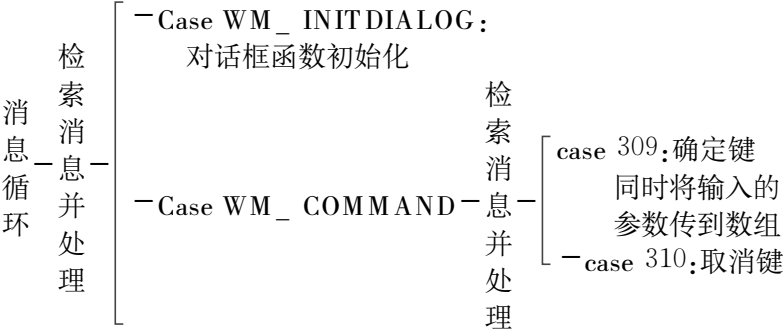 消息循环
检索消息并处理
Case WM_ INITDIALOG:
对话框函数初始化
Case WM_ COMMAND
检索消息并处理
case 309:确定键
同时将输入的
参数传到数组
case 310:取消键